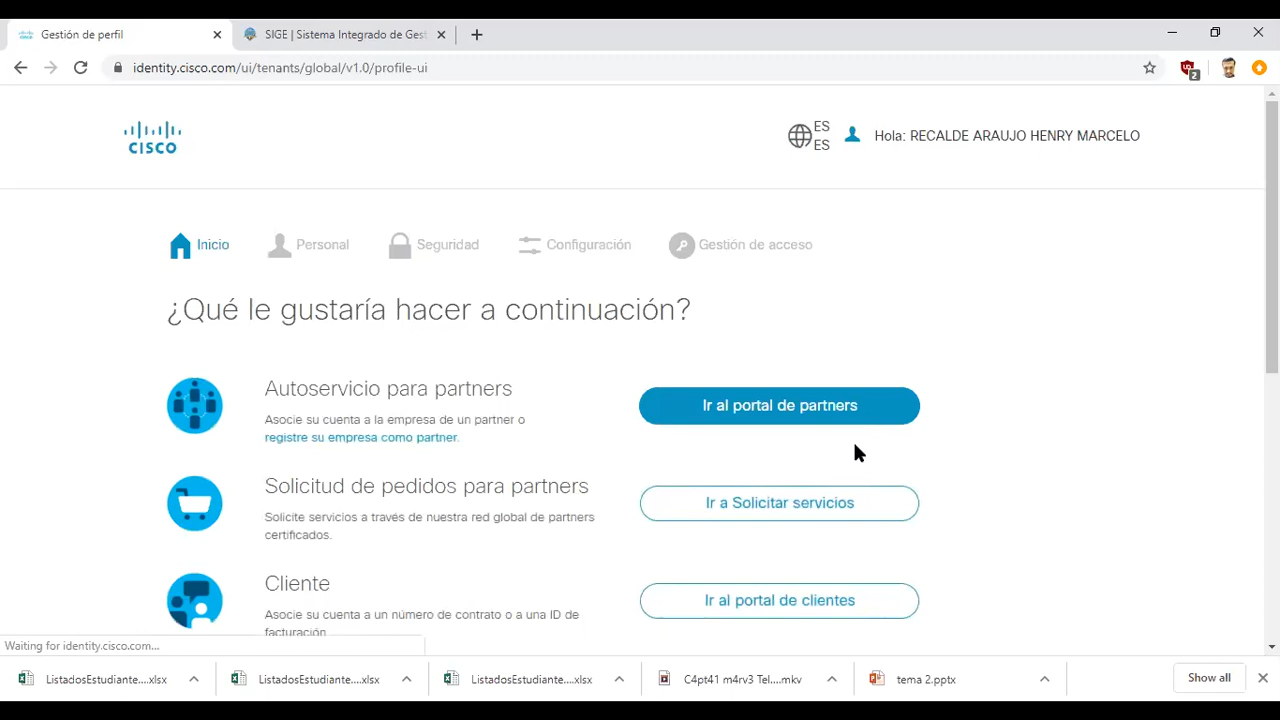 Gestión de perfil
SIGE | Sistema Integrado de Gest
identity.cisco.com/ui/tenants/global/v1.0/profile-ui
2
CISCO
ES
ES
Hola: RECALDE ARAUJO HENRY MARCELO
Inicio
Personal
Seguridad
Configuración
Gestión de acceso
¿Qué le gustaría hacer a continuación?
Autoservicio para partners
Asocie su cuenta a la empresa de un partner o
registre su empresa como partner.
Ir al portal de partners
Solicitud de pedidos para partners
Solicite servicios a través de nuestra red global de partners
certificados.
Ir a Solicitar servicios
Cliente
Asocie su cuenta a un número de contrato o a una ID de
facturación
Ir al portal de clientes
Waiting for identity.cisco.com...
ListadosEstudiante....xlsx
ListadosEstudiante....xlsx
ListadosEstudiante....xlsx
C4pt41 m4rv3 Tel....mkv
tema 2.pptx
Show all